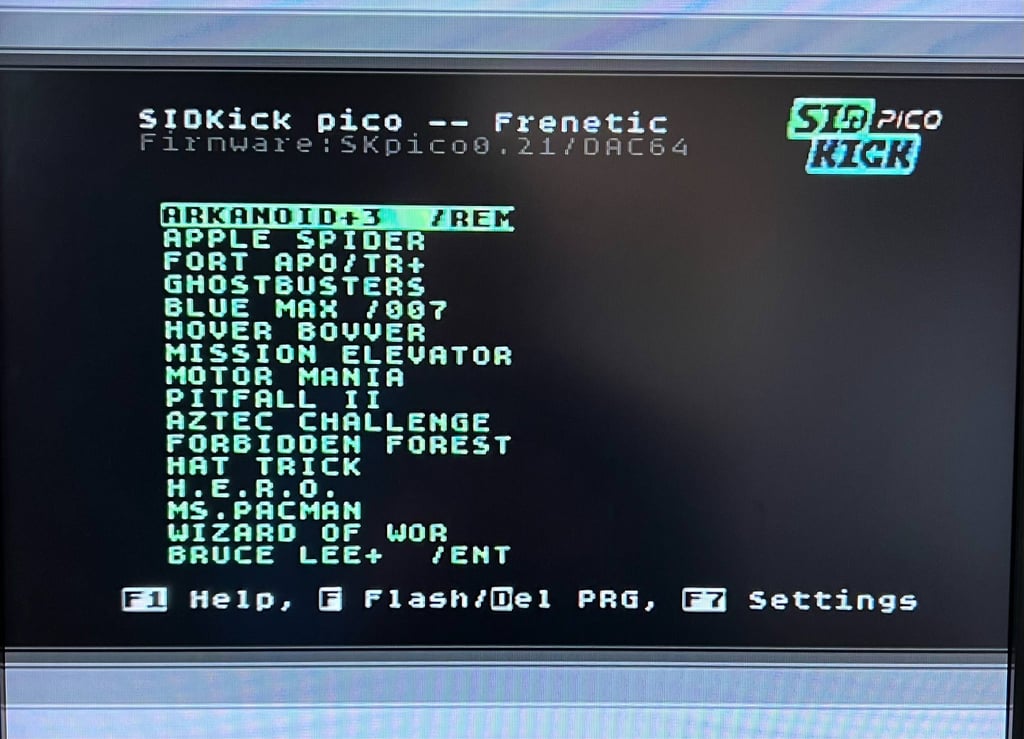 SIDKick pico -- Frenetic
Firmware:SKpico0.21/DAC64
SID PICO
KICK
ARKANOID+3 /REM
APPLE SPIDER
FORT APO/TR+
GHOSTBUSTERS
BLUE MAX /007
HOVER BOVVER
MISSION ELEVATOR
MOTOR MANIA
PITFALL II
AZTEC CHALLENGE
FORBIDDEN FOREST
HAT TRICK
H.E.R.O.
MS.PACMAN
WIZARD OF WOR
BRUCE LEE+ /ENT
F1 Help, F Flash/Del PRG, F7 Settings